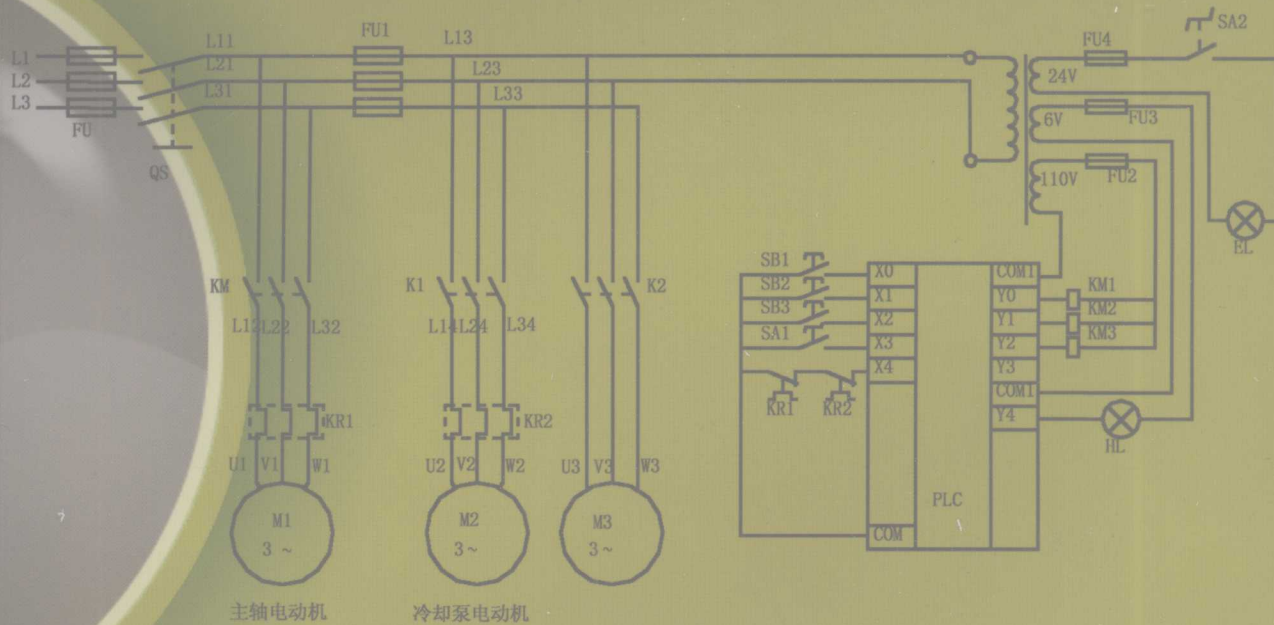 FU1
L13
SA2
L11
FU4
L1
L21
L23
24V
L2
L31
L33
6V
FU3
L3
FU
QS
110V
FU2
EL
SB1
X0
COM1
KM
K1
K2
SB2
X1
Y0
KM1
L12
L22
L32
L14
L24
L34
SB3
X2
Y1
KM2
SA1
X3
Y2
KM3
X4
Y3
KR1
KR2
COM1
KR1
KR2
Y4
HL
U1
V1
W1
U2
V2
W2
U3
V3
W3
PLC
M1
3 ~
M2
3 ~
M3
3 ~
COM
主轴电动机
冷却泵电动机